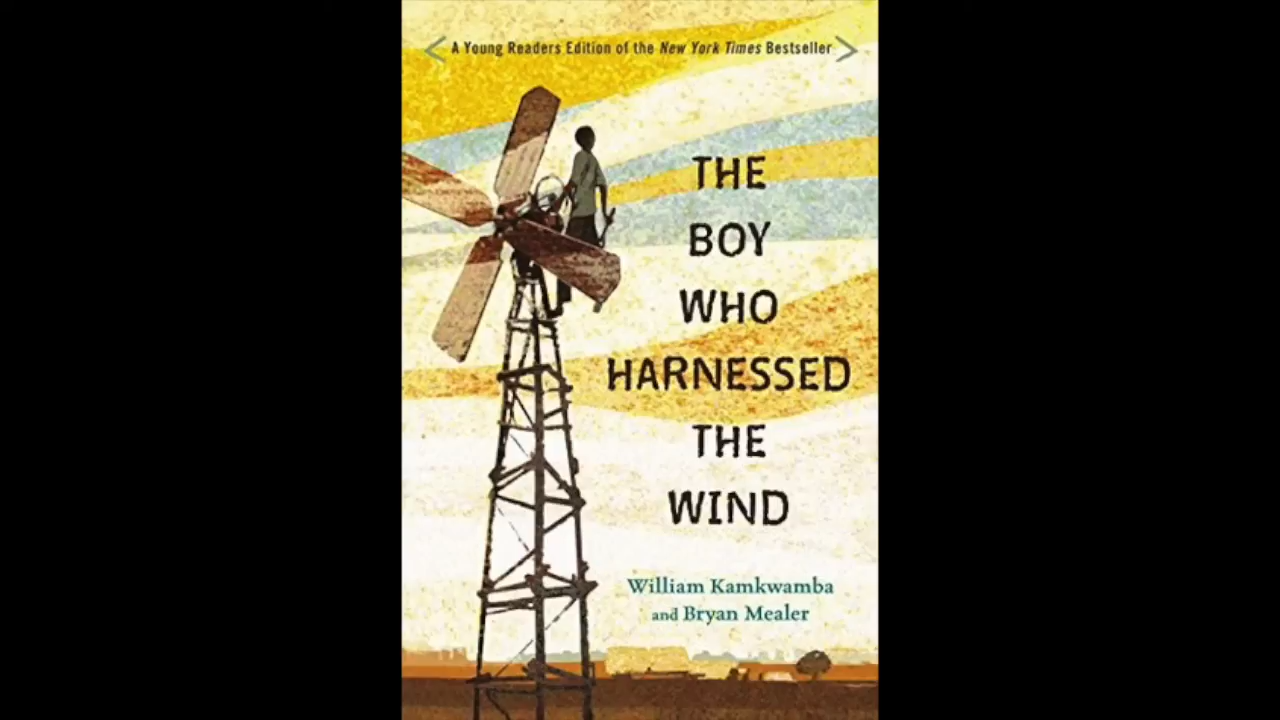 A Young Readers Edition of the New York Times Bestseller
THE
BOY
WHO
HARNESSED
THE
WIND
William Kamkwamba
and Bryan Mealer